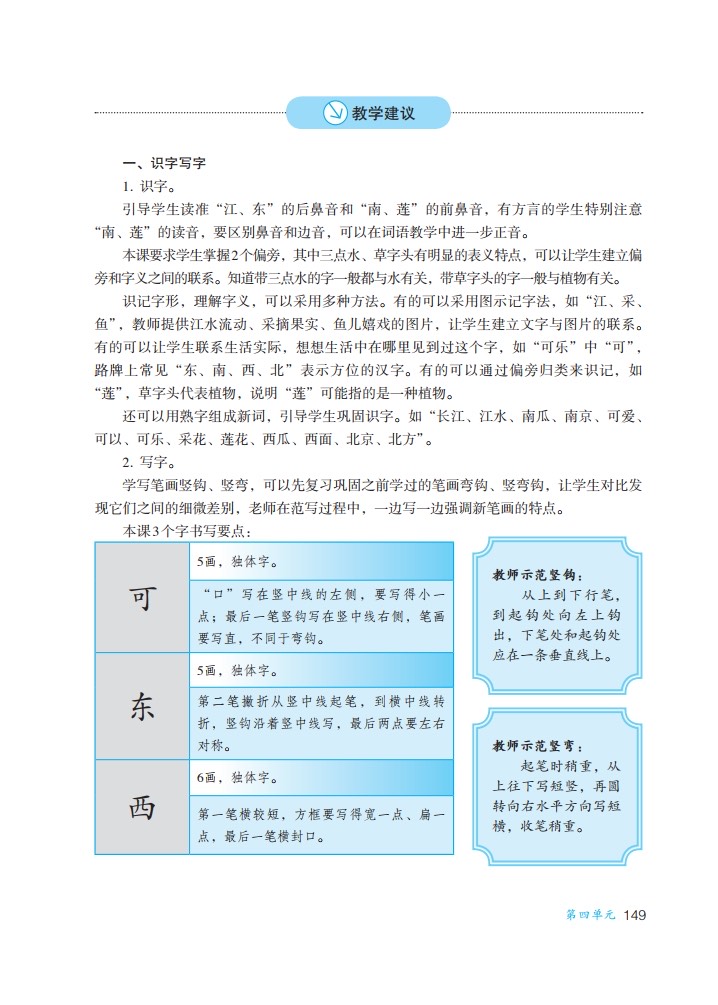 教学建议
一、识字写字
1. 识字。
引导学生读准“江、东”的后鼻音和“南、莲”的前鼻音，有方言的学生特别注意
“南、莲”的读音，要区别鼻音和边音，可以在词语教学中进一步正音。
本课要求学生掌握2个偏旁，其中三点水、草字头有明显的表义特点，可以让学生建立偏
旁和字义之间的联系。知道带三点水的字一般都与水有关，带草字头的字一般与植物有关。
识记字形，理解字义，可以采用多种方法。有的可以采用图示记字法，如“江、采、
鱼”，教师提供江水流动、采摘果实、鱼儿嬉戏的图片，让学生建立文字与图片的联系。
有的可以让学生联系生活实际，想想生活中在哪里见到过这个字，如“可乐”中“可”，
路牌上常见“东、南、西、北”表示方位的汉字。有的可以通过偏旁归类来识记，如
“莲”，草字头代表植物，说明“莲”可能指的是一种植物。
还可以用熟字组成新词，引导学生巩固识字。如“长江、江水、南瓜、南京、可爱、
可以、可乐、采花、莲花、西瓜、西面、北京、北方”。
2. 写字。
学写笔画竖钩、竖弯，可以先复习巩固之前学过的笔画弯钩、竖弯钩，让学生对比发
现它们之间的细微差别，老师在范写过程中，一边写一边强调新笔画的特点。
本课3个字书写要点：
可
5画，独体字。
“口”写在竖中线的左侧，要写得小一
点；最后一笔竖钩写在竖中线右侧，笔画
要写直，不同于弯钩。
东
5画，独体字。
第二笔撇折从竖中线起笔，到横中线转
折，竖钩沿着竖中线写，最后两点要左右
对称。
西
6画，独体字。
第一笔横较短，方框要写得宽一点、扁一
点，最后一笔横封口。
教师示范竖钩：
从上到下行笔，
到起钩处向左上钩
出，下笔处和起钩处
应在一条垂直线上。
教师示范竖弯：
起笔时稍重，从
上往下写短竖，再圆
转向右水平方向写短
横，收笔稍重。
第四单元 149